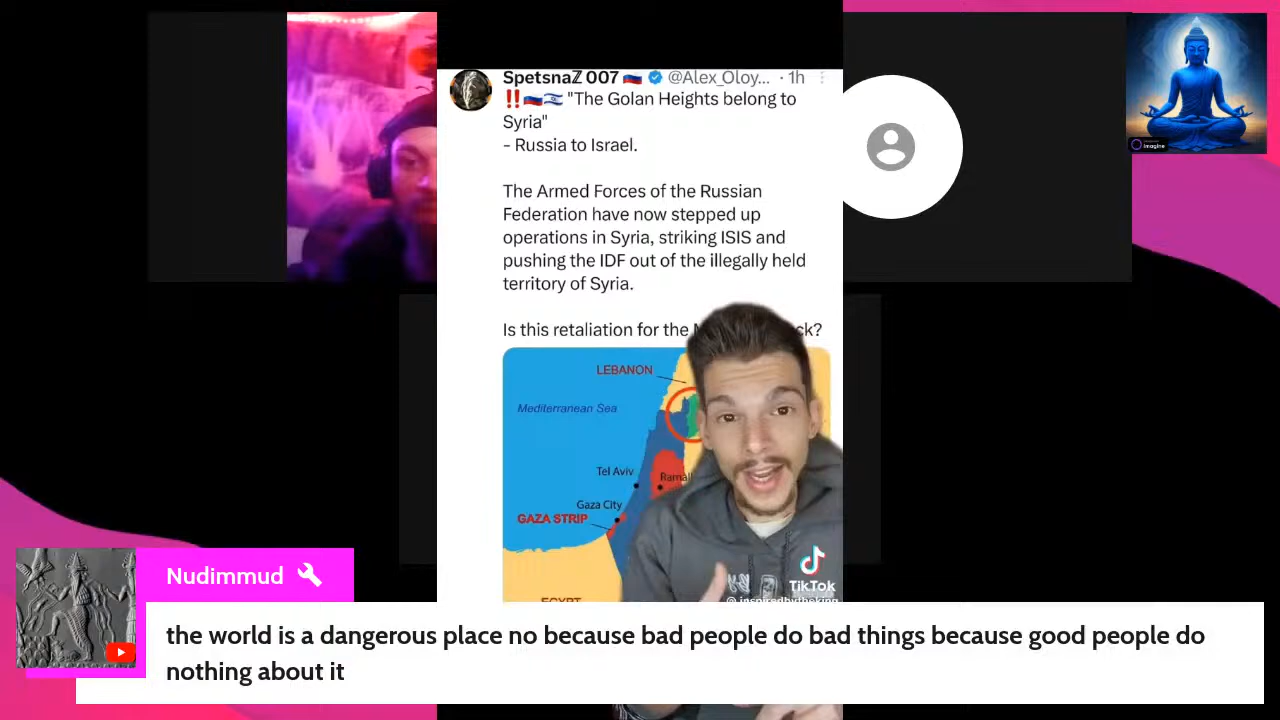 SpetsnaZ 007 🇷🇺 @Alex_Oloy... · 1h
‼️🇷🇺🇮🇱 "The Golan Heights belong to
Syria"
- Russia to Israel.
The Armed Forces of the Russian
Federation have now stepped up
operations in Syria, striking ISIS and
pushing the IDF out of the illegally held
territory of Syria.
Is this retaliation for the
LEBANON
Mediterranean Sea
Tel Aviv
Gaza City
GAZA STRIP
TikTok
@inspiredbytheking
imagine
Nudimmud
the world is a dangerous place no because bad people do bad things because good people do
nothing about it